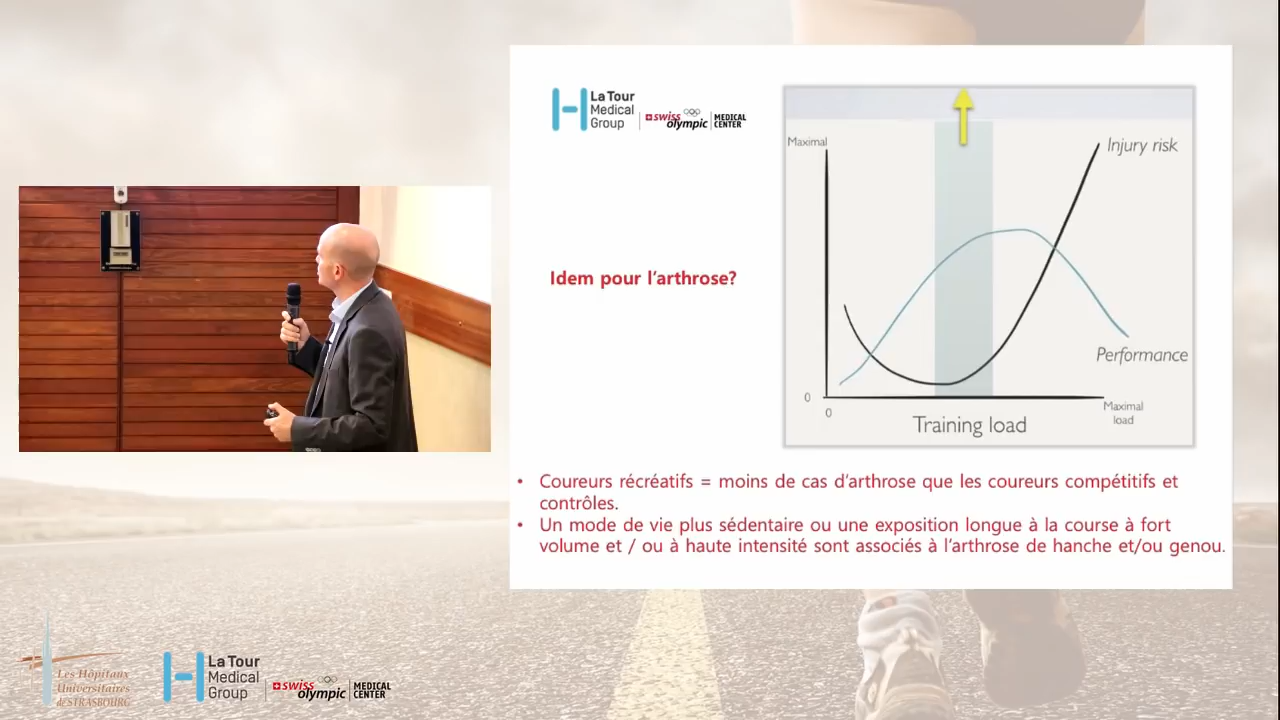 La Tour
Medical
Group
swiss
olympic
MEDICAL
CENTER
Maximal
Injury risk
Idem pour l'arthrose?
Performance
0
0
Maximal
load
Training load
• Coureurs récréatifs = moins de cas d'arthrose que les coureurs compétitifs et
contrôles.
• Un mode de vie plus sédentaire ou une exposition longue à la course à fort
volume et / ou à haute intensité sont associés à l'arthrose de hanche et/ou genou.
Les Hôpitaux
Universitaires
de STRASBOURG
La Tour
Medical
Group
swiss
olympic
MEDICAL
CENTER